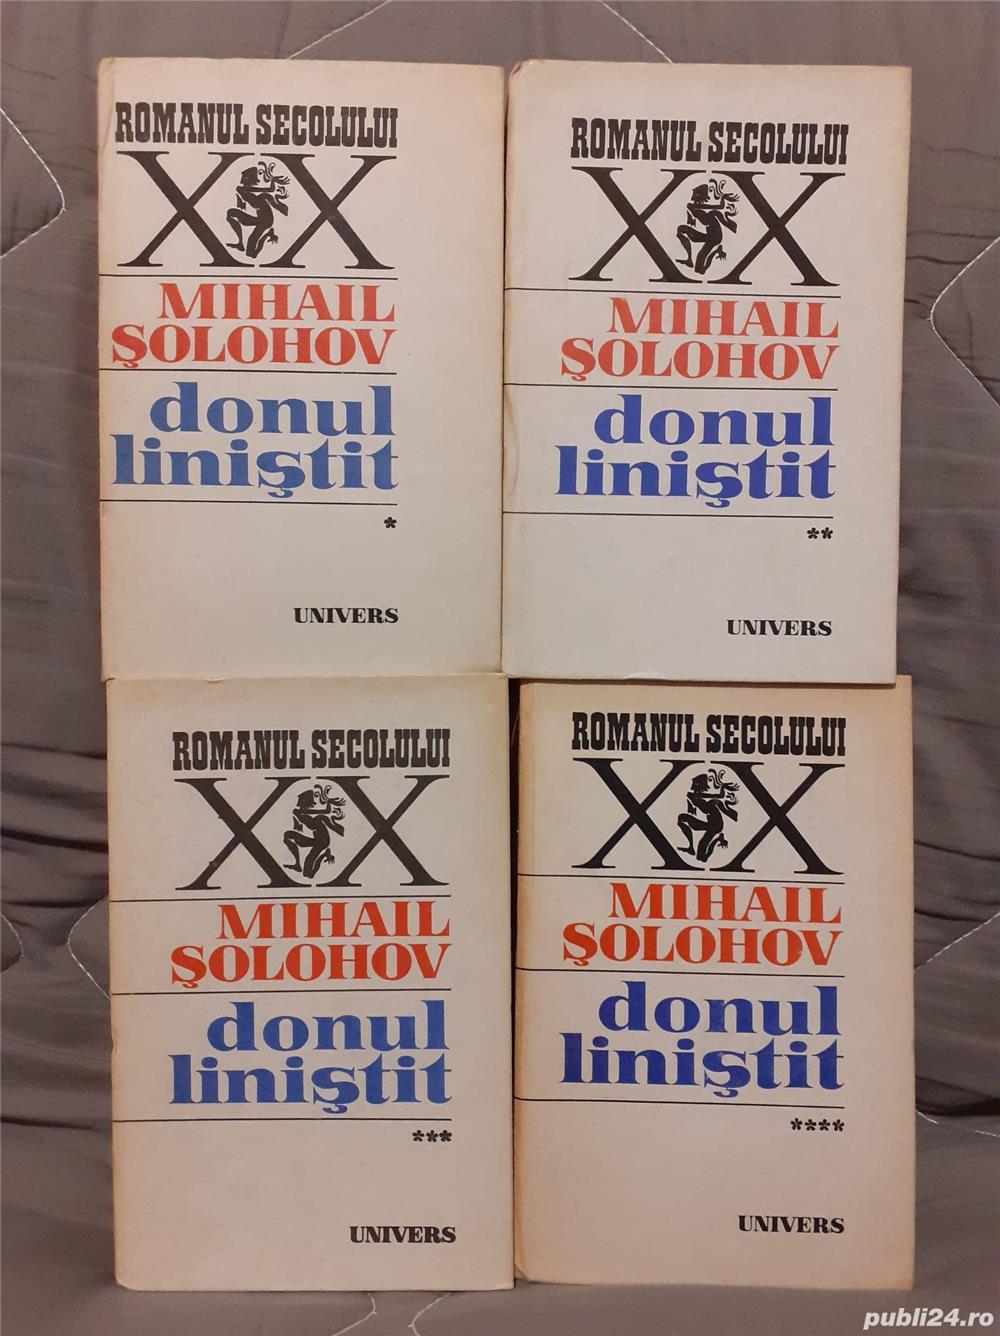 ROMANUL SECOLULUI
XX
MIHAIL
ŞOLOHOV
donul
liniştit
*
UNIVERS
ROMANUL SECOLULUI
XX
MIHAIL
ŞOLOHOV
donul
liniştit
**
UNIVERS
ROMANUL SECOLULUI
XX
MIHAIL
ŞOLOHOV
donul
liniştit
***
UNIVERS
ROMANUL SECOLULUI
XX
MIHAIL
ŞOLOHOV
donul
liniştit
****
UNIVERS
publi24.ro